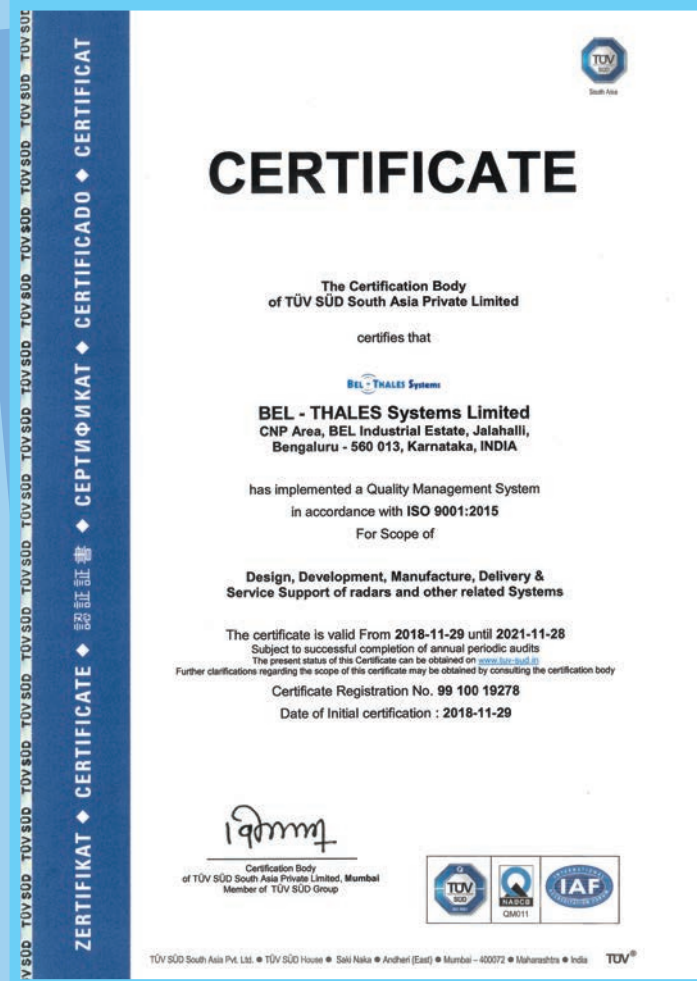 TÜV SÜD TÜV SÜD TÜV SÜD TÜV SÜD TÜV SÜD TÜV SÜD TÜV SÜD TÜV SÜD TÜV SÜD TÜV SÜD
ZERTIFIKAT ◆ CERTIFICATE ◆ 認証証書 ◆ СЕРТИФИКАТ ◆ CERTIFICADO ◆ CERTIFICAT
TÜV
SÜD
South Asia
CERTIFICATE
The Certification Body
of TÜV SÜD South Asia Private Limited
certifies that
BEL - THALES Systems
BEL - THALES Systems Limited
CNP Area, BEL Industrial Estate, Jalahalli,
Bengaluru - 560 013, Karnataka, INDIA
has implemented a Quality Management System
in accordance with ISO 9001:2015
For Scope of
Design, Development, Manufacture, Delivery &
Service Support of radars and other related Systems
The certificate is valid From 2018-11-29 until 2021-11-28
Subject to successful completion of annual periodic audits
The present status of this Certificate can be obtained on www.tuv-sud.in
Further clarifications regarding the scope of this certificate may be obtained by consulting the certification body
Certificate Registration No. 99 100 19278
Date of Initial certification : 2018-11-29
Certification Body
of TÜV SÜD South Asia Private Limited, Mumbai
Member of TÜV SÜD Group
TÜV
SÜD
NABCB
QM011
IAF
TÜV SÜD South Asia Pvt. Ltd. ● TÜV SÜD House ● Saki Naka ● Andheri (East) ● Mumbai – 400072 ● Maharashtra ● India TÜV®